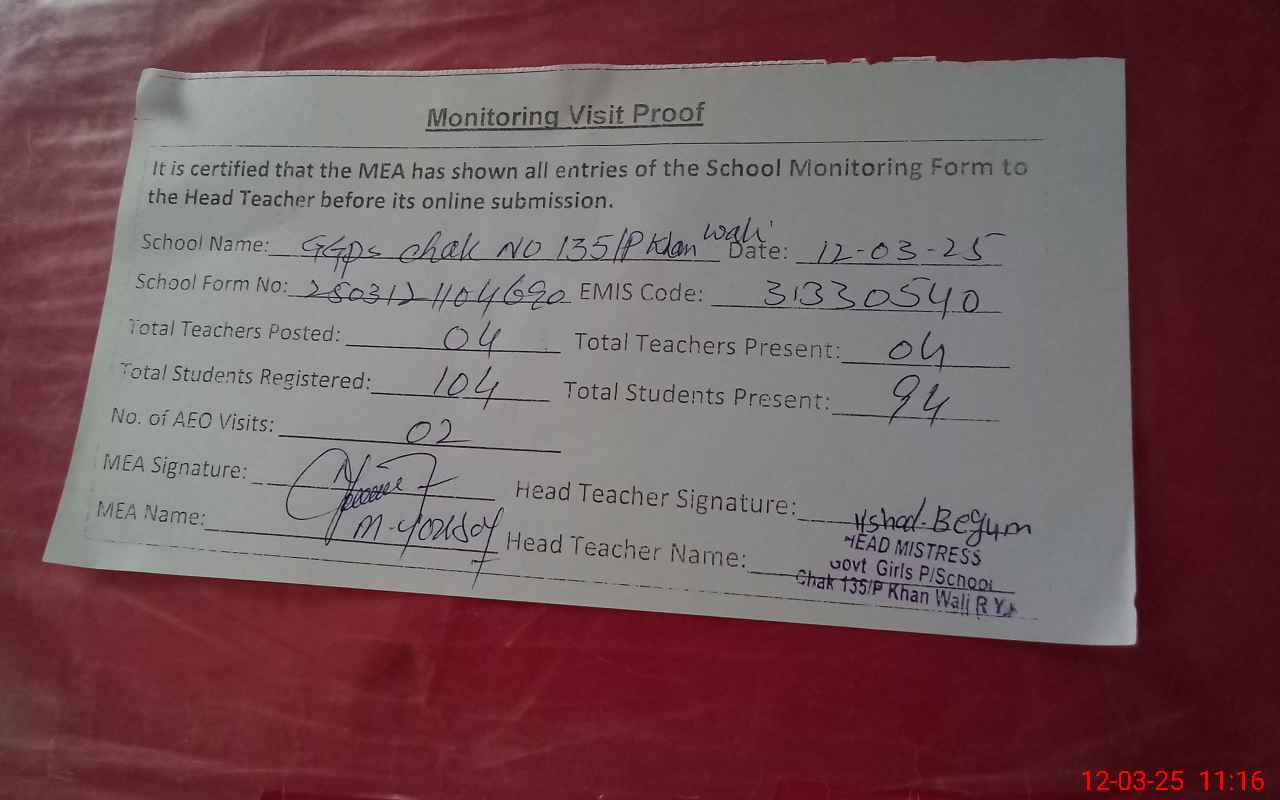 Monitoring Visit Proof
It is certified that the MEA has shown all entries of the School Monitoring Form to
the Head Teacher before its online submission.
School Name: GGPS Chak NO 135/P Khan Wali Date: 12-03-25
School Form No: 250312 1104690 EMIS Code: 31330540
Total Teachers Posted: 04 Total Teachers Present: 04
Total Students Registered: 104 Total Students Present: 94
No. of AEO Visits: 02
MEA Signature: Head Teacher Signature: Begum
MEA Name: M-yousof Head Teacher Name:
HEAD MISTRESS
Govt Girls P/School
Chak 135/P Khan Wali R Y
12-03-25 11:16